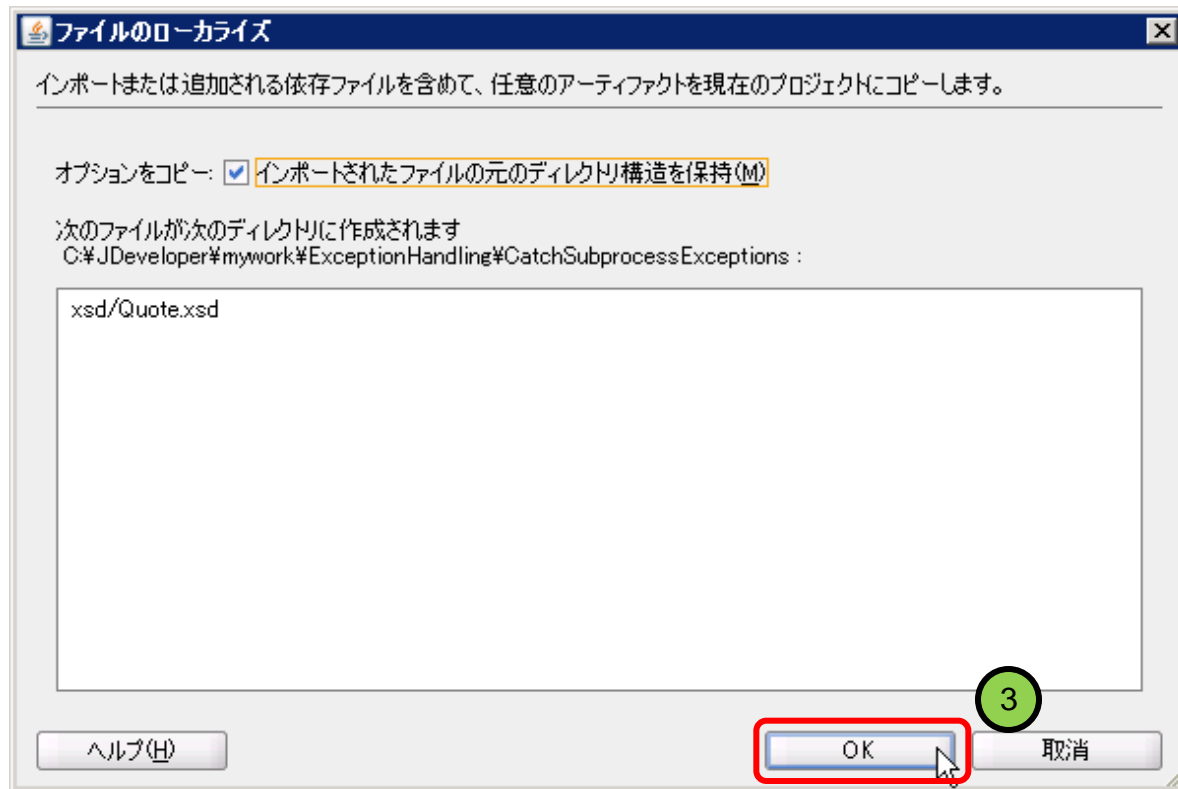 ファイルのローカライズ
インポートまたは追加される依存ファイルを含めて、任意のアーティファクトを現在のプロジェクトにコピーします。
オプションをコピー: インポートされたファイルの元のディレクトリ構造を保持(M)
次のファイルが次のディレクトリに作成されます
C:¥JDeveloper¥mywork¥ExceptionHandling¥CatchSubprocessExceptions :
xsd/Quote.xsd
3
ヘルプ(H) OK 取消